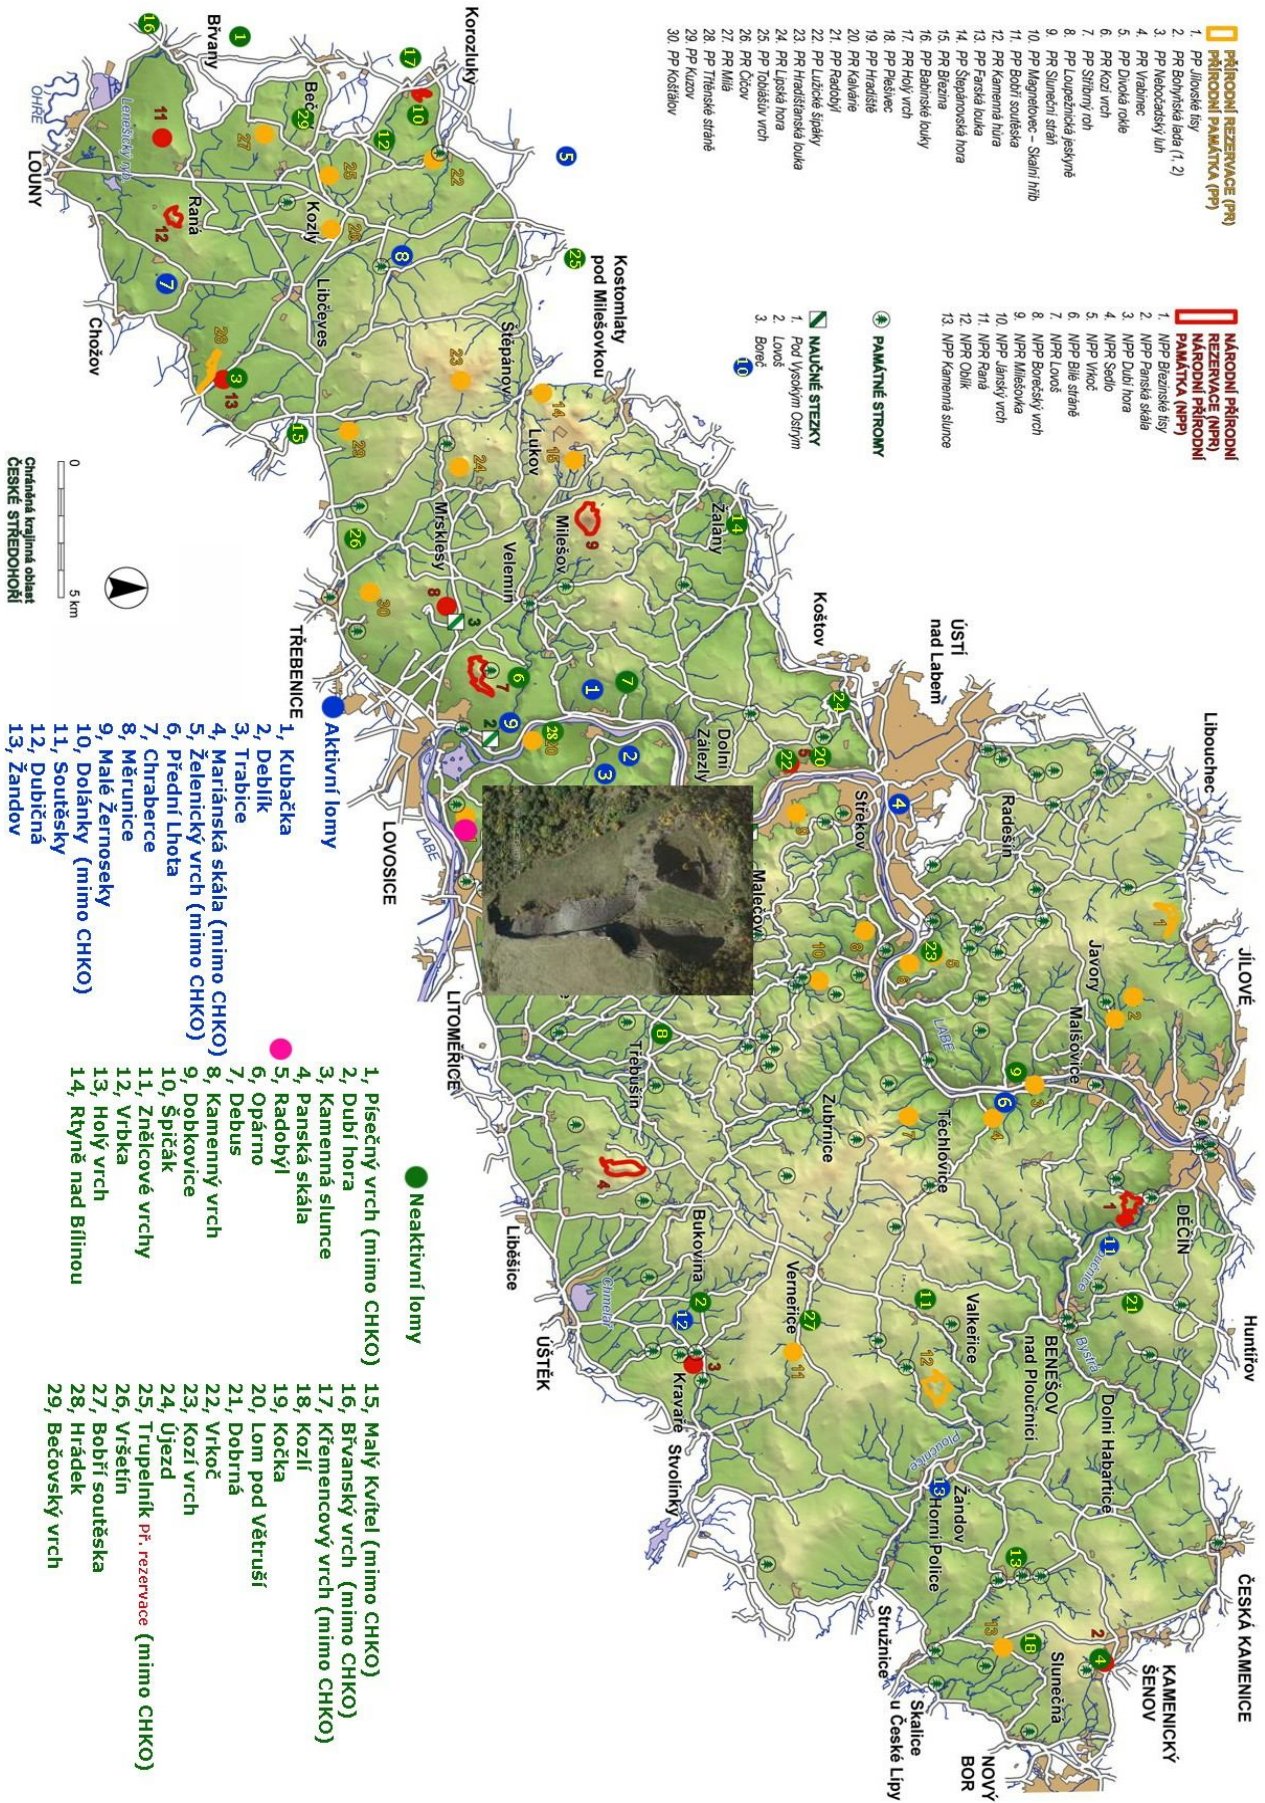 PŘÍRODNÍ REZERVACE (PR)
PŘÍRODNÍ PAMÁTKA (PP)
1. PP Jílovské tisy
2. PR Bohyňská lada (1, 2)
3. PP Nebočadský luh
4. PR Vrabinec
5. PP Divoká rokle
6. PR Kozí vrch
7. PP Stříbrný roh
8. PP Loupežnická jeskyně
9. PR Sluneční stráň
10. PP Magnetovec – Skalní hřib
11. PP Bobří soutěska
12. PR Kamenná hůra
13. PP Farská louka
14. PP Štěpánovská hora
15. PR Březina
16. PP Babinské louky
17. PR Holý vrch
18. PP Plešivec
19. PP Hradiště
20. PR Kalvárie
21. PP Radobýl
22. PP Lužické šipáky
23. PR Hradišťanská louka
24. PR Lipská hora
25. PP Tobiášův vrch
26. PR Číčov
27. PR Milá
28. PP Třtěnské stráně
29. PP Kuzov
30. PP Košťálov
NÁRODNÍ PŘÍRODNÍ
REZERVACE (NPR)
NÁRODNÍ PŘÍRODNÍ
PAMÁTKA (NPP)
1. NPP Březinské tisy
2. NPP Panská skála
3. NPP Dubí hora
4. NPR Sedlo
5. NPP Vrkoč
6. NPP Bílé stráně
7. NPR Lovoš
8. NPP Borečský vrch
9. NPR Milešovka
10. NPP Jánský vrch
11. NPR Raná
12. NPR Oblík
13. NPP Kamenná slunce
PAMÁTNÉ STROMY
NAUČNÉ STEZKY
1. Pod Vysokým Ostrým
2. Lovoš
3. Boreč
10
5
25
Korozluky
Břvany
Bečov
Kozly
Raná
Libčeves
LOUNY
OHŘE
Chožov
Kostomlaty
pod Milešovkou
Štěpánov
Lukov
Milešov
Mrsklesy
Velemín
Žalany
TŘEBENICE
Koštov
ÚSTÍ
nad Labem
Dolní
Zálezly
Střekov
Malečov
LOVOSICE
LABE
LITOMĚŘICE
Libouchec
Radešín
JÍLOVÉ
Javory
Malšovice
LABE
Těchlovice
Zubrnice
Třebušín
DĚČÍN
Huntířov
Bystrá
BENEŠOV
nad Ploučnicí
Dolní Habartice
Valkeřice
Verneřice
Bukovina
Liběšice
Chmelař
ÚŠTĚK
Kravaře
Stvolínky
Ploučnice
Žandov
Horní Police
Stružnice
ČESKÁ KAMENICE
KAMENICKÝ
ŠENOV
Slunečná
Skalice
u České Lípy
NOVÝ
BOR
0 5 km
Chráněná krajinná oblast
ČESKÉ STŘEDOHOŘÍ
Aktivní lomy
1, Kubačka
2, Deblík
3, Trabice
4, Mariánská skála (mimo CHKO)
5, Želenický vrch (mimo CHKO)
6, Přední Lhota
7, Chraberce
8, Měrunice
9, Malé Žernoseky
10, Dolánky (mimo CHKO)
11, Soutěsky
12, Dubičná
13, Žandov
Neaktivní lomy
1, Písečný vrch (mimo CHKO)
2, Dubí hora
3, Kamenná slunce
4, Panská skála
5, Radobýl
6, Opárno
7, Debus
8, Kamenný vrch
9, Dobkovice
10, Špičák
11, Znělcové vrchy
12, Vrbka
13, Holý vrch
14, Rtyně nad Bílinou
15, Malý Kvítel (mimo CHKO)
16, Břvanský vrch (mimo CHKO)
17, Křemencový vrch (mimo CHKO)
18, Kozlí
19, Kočka
20, Lom pod Větruší
21, Dobrná
22, Vrkoč
23, Kozí vrch
24, Újezd
25, Trupelník Př. rezervace (mimo CHKO)
26, Vršetín
27, Bobří soutěska
28, Hrádek
29, Bečovský vrch